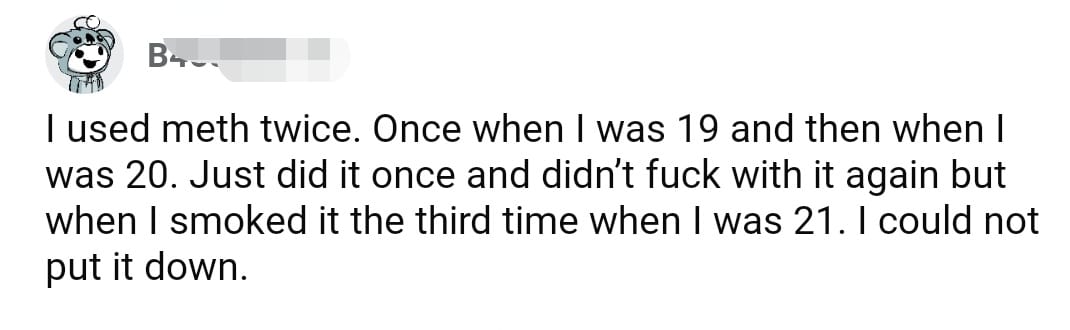 I used meth twice. Once when I was 19 and then when I
was 20. Just did it once and didn’t fuck with it again but
when I smoked it the third time when I was 21. I could not
put it down.